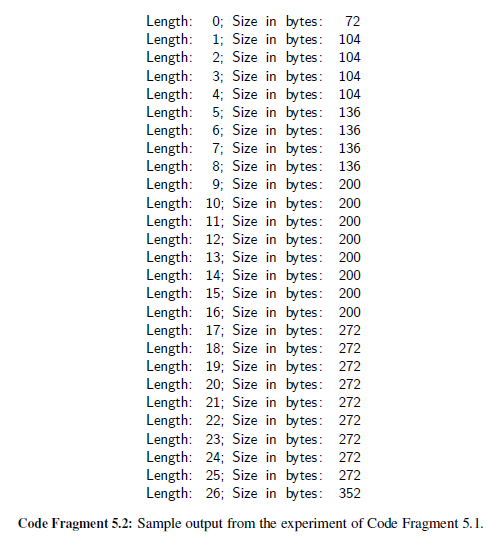 Length: 0; Size in bytes: 72
Length: 1; Size in bytes: 104
Length: 2; Size in bytes: 104
Length: 3; Size in bytes: 104
Length: 4; Size in bytes: 104
Length: 5; Size in bytes: 136
Length: 6; Size in bytes: 136
Length: 7; Size in bytes: 136
Length: 8; Size in bytes: 136
Length: 9; Size in bytes: 200
Length: 10; Size in bytes: 200
Length: 11; Size in bytes: 200
Length: 12; Size in bytes: 200
Length: 13; Size in bytes: 200
Length: 14; Size in bytes: 200
Length: 15; Size in bytes: 200
Length: 16; Size in bytes: 200
Length: 17; Size in bytes: 272
Length: 18; Size in bytes: 272
Length: 19; Size in bytes: 272
Length: 20; Size in bytes: 272
Length: 21; Size in bytes: 272
Length: 22; Size in bytes: 272
Length: 23; Size in bytes: 272
Length: 24; Size in bytes: 272
Length: 25; Size in bytes: 272
Length: 26; Size in bytes: 352
Code Fragment 5.2: Sample output from the experiment of Code Fragment 5.1.